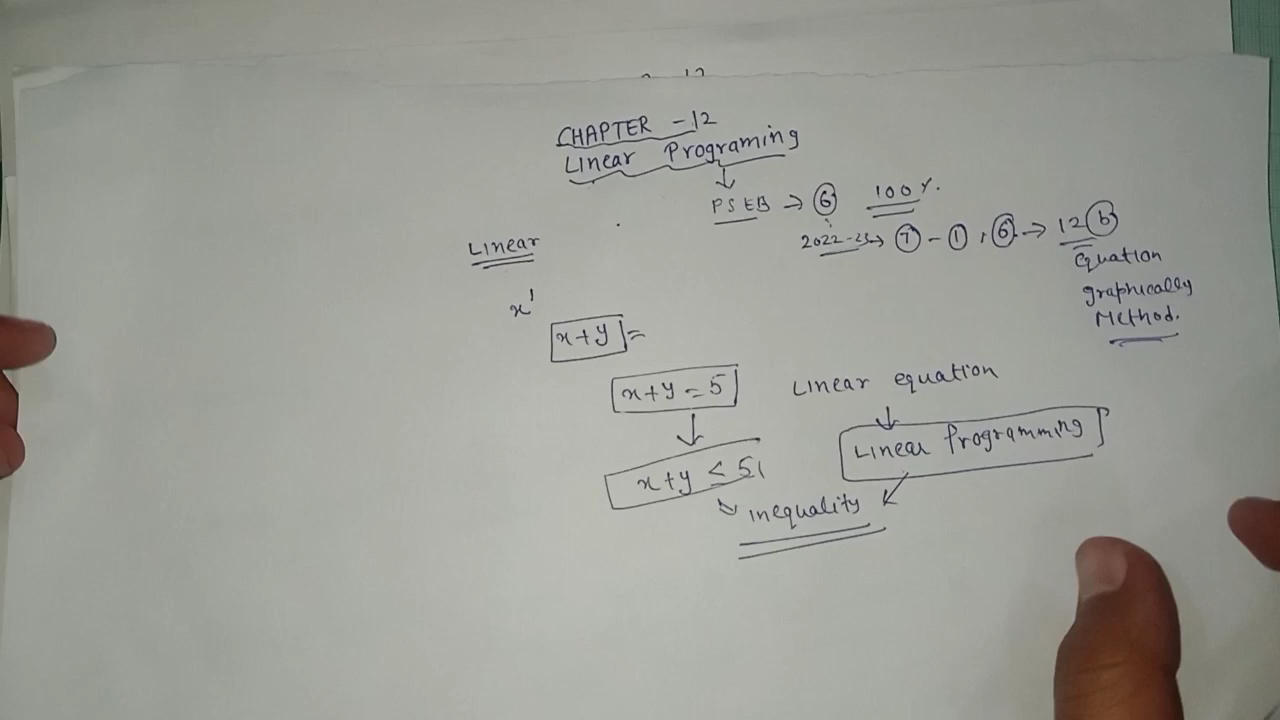 CHAPTER - 12
Linear Programing
PSEB → 6 100 %.
2022-23 → 7 - 1, 6 → 12 b
Equation
graphically
Method.
Linear
x¹
x+y =
x+y = 5
Linear equation
Linear Programming
x+y ≤ 5
inequality